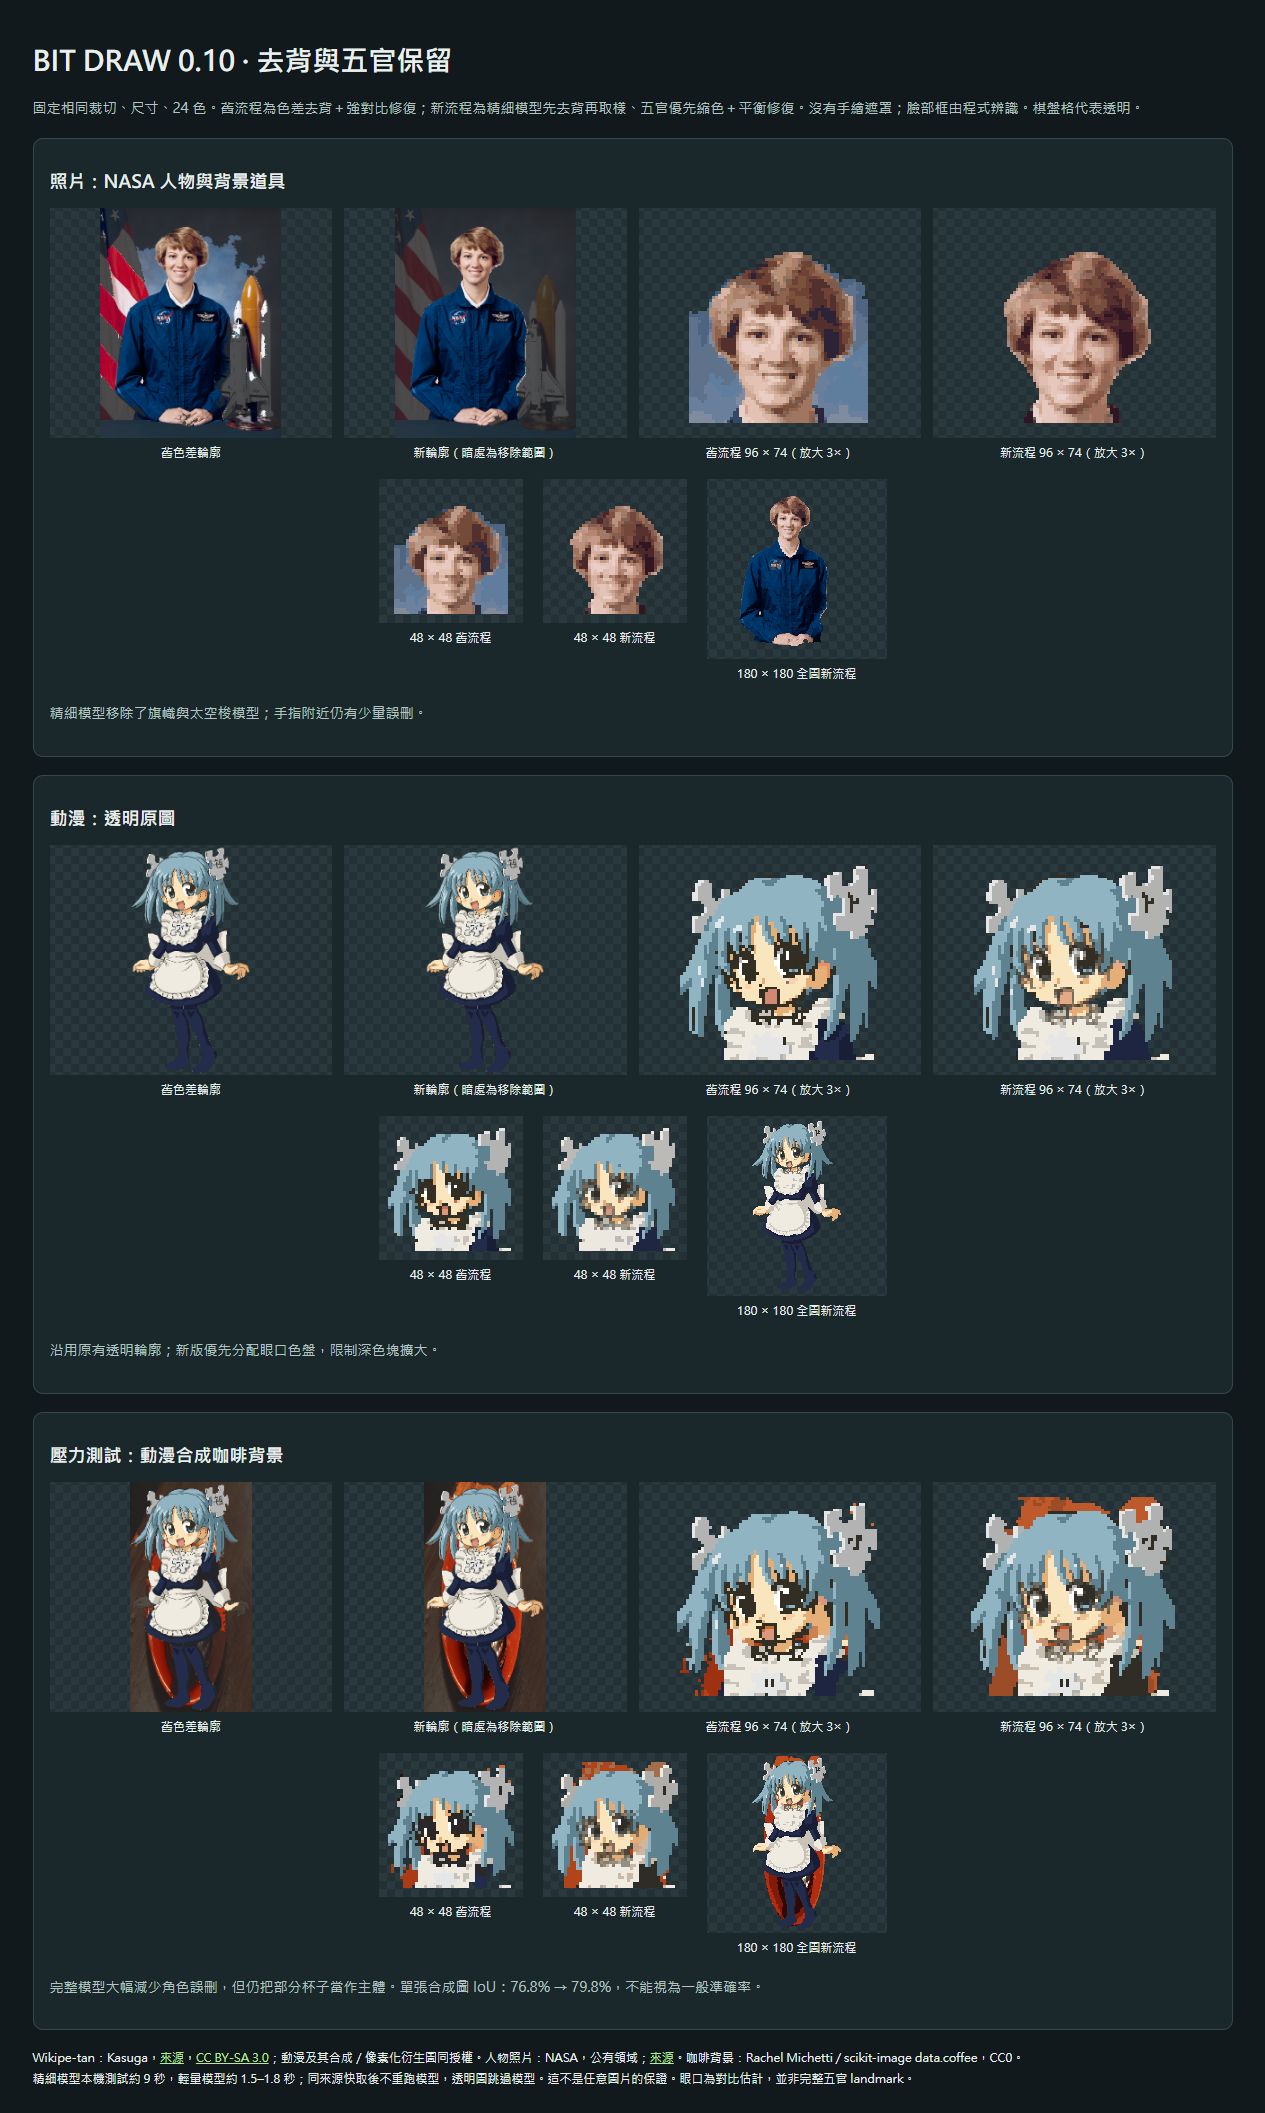 BIT DRAW 0.10 · 去背與五官保留
固定相同裁切、尺寸、24 色。舊流程為色差去背 + 強對比修復；新流程為精細模型先去背再取樣、五官優先縮色 + 平衡修復。沒有手繪遮罩；臉部框由程式辨識。棋盤格代表透明。
照片：NASA 人物與背景道具
舊色差輪廓
新輪廓（暗處為移除範圍）
舊流程 96 × 74（放大 3×）
新流程 96 × 74（放大 3×）
48 × 48 舊流程
48 × 48 新流程
180 × 180 全圖新流程
精細模型移除了旗幟與太空梭模型；手指附近仍有少量誤刪。
動漫：透明原圖
舊色差輪廓
新輪廓（暗處為移除範圍）
舊流程 96 × 74（放大 3×）
新流程 96 × 74（放大 3×）
48 × 48 舊流程
48 × 48 新流程
180 × 180 全圖新流程
沿用原有透明輪廓；新版優先分配眼口色盤，限制深色塊擴大。
壓力測試：動漫合成咖啡背景
舊色差輪廓
新輪廓（暗處為移除範圍）
舊流程 96 × 74（放大 3×）
新流程 96 × 74（放大 3×）
48 × 48 舊流程
48 × 48 新流程
180 × 180 全圖新流程
完整模型大幅減少角色誤刪，但仍把部分杯子當作主體。單張合成圖 IoU：76.8% → 79.8%，不能視為一般準確率。
Wikipe-tan：Kasuga，來源，CC BY-SA 3.0；動漫及其合成 / 像素化衍生圖同授權。人物照片：NASA，公有領域；來源。咖啡背景：Rachel Michetti / scikit-image data.coffee，CC0。
精細模型本機測試約 9 秒，輕量模型約 1.5–1.8 秒；同來源快取後不重跑模型，透明圖跳過模型。這不是任意圖片的保證。眼口為對比估計，並非完整五官 landmark。